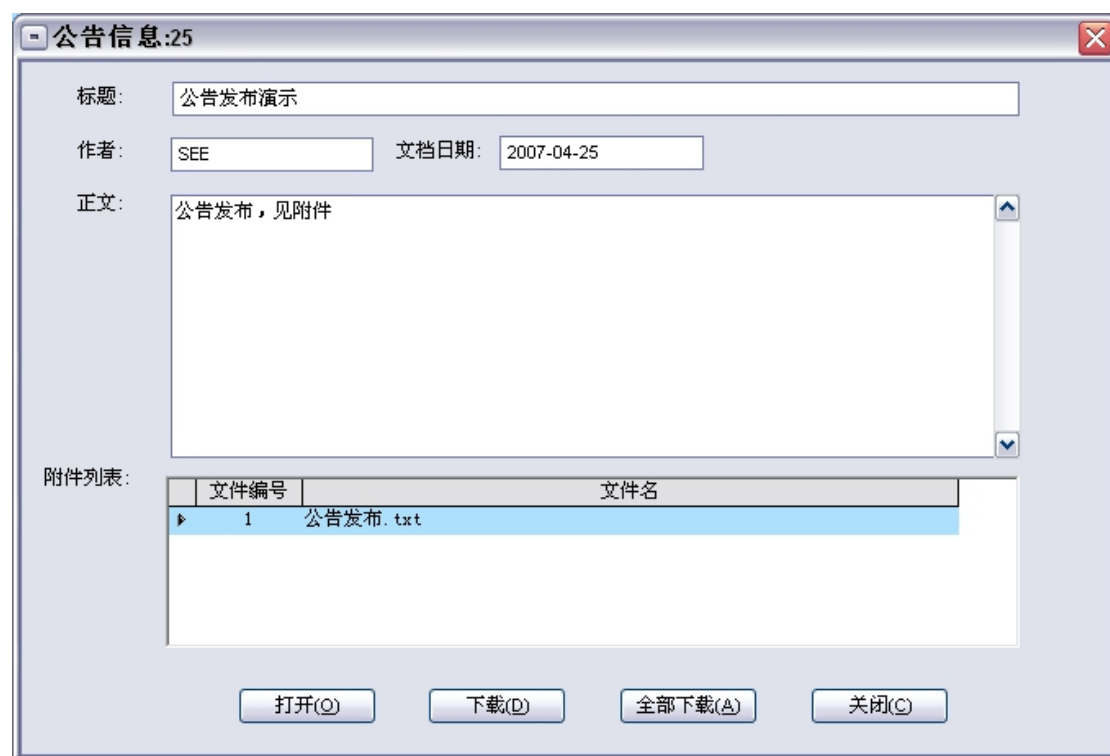 公告信息:25
标题: 公告发布演示
作者: SEE 文档日期: 2007-04-25
正文: 公告发布，见附件
附件列表:
文件编号 文件名
1 公告发布.txt
打开(O) 下载(D) 全部下载(A) 关闭(C)